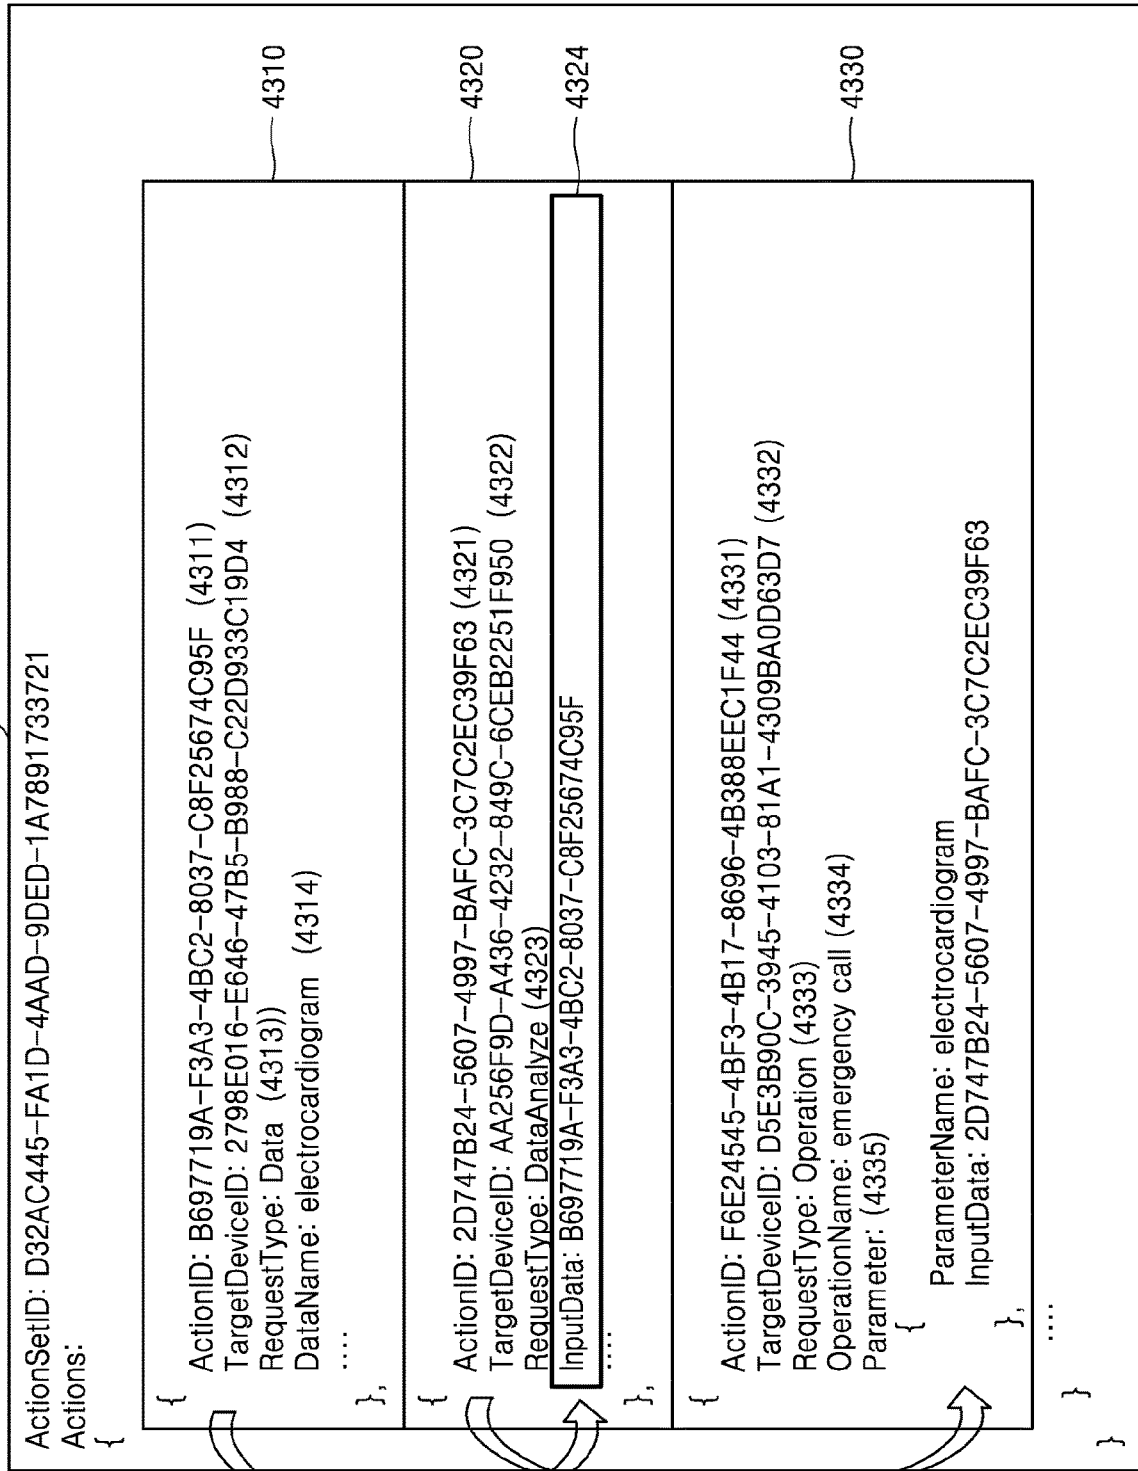 ActionSetID: D32AC445-FA1D-4AAD-9DED-1A7891733721
Actions:
{
{
ActionID: B697719A-F3A3-4BC2-8037-C8F25674C95F (4311)
TargetDeviceID: 2798E016-E646-47B5-B988-C22D933C19D4 (4312)
RequestType: Data (4313))
DataName: electrocardiogram (4314)
....
},
4310
{
ActionID: 2D747B24-5607-4997-BAFC-3C7C2EC39F63 (4321)
TargetDeviceID: AA256F9D-A436-4232-849C-6CEB2251F950 (4322)
RequestType: DataAnalyze (4323)
InputData: B697719A-F3A3-4BC2-8037-C8F25674C95F
....
},
4320
4324
{
ActionID: F6E24545-4BF3-4B17-8696-4B388EEC1F44 (4331)
TargetDeviceID: D5E3B90C-3945-4103-81A1-4309BA0D63D7 (4332)
RequestType: Operation (4333)
OperationName: emergency call (4334)
Parameter: (4335)
{
ParameterName: electrocardiogram
InputData: 2D747B24-5607-4997-BAFC-3C7C2EC39F63
},
....
}
}
4330